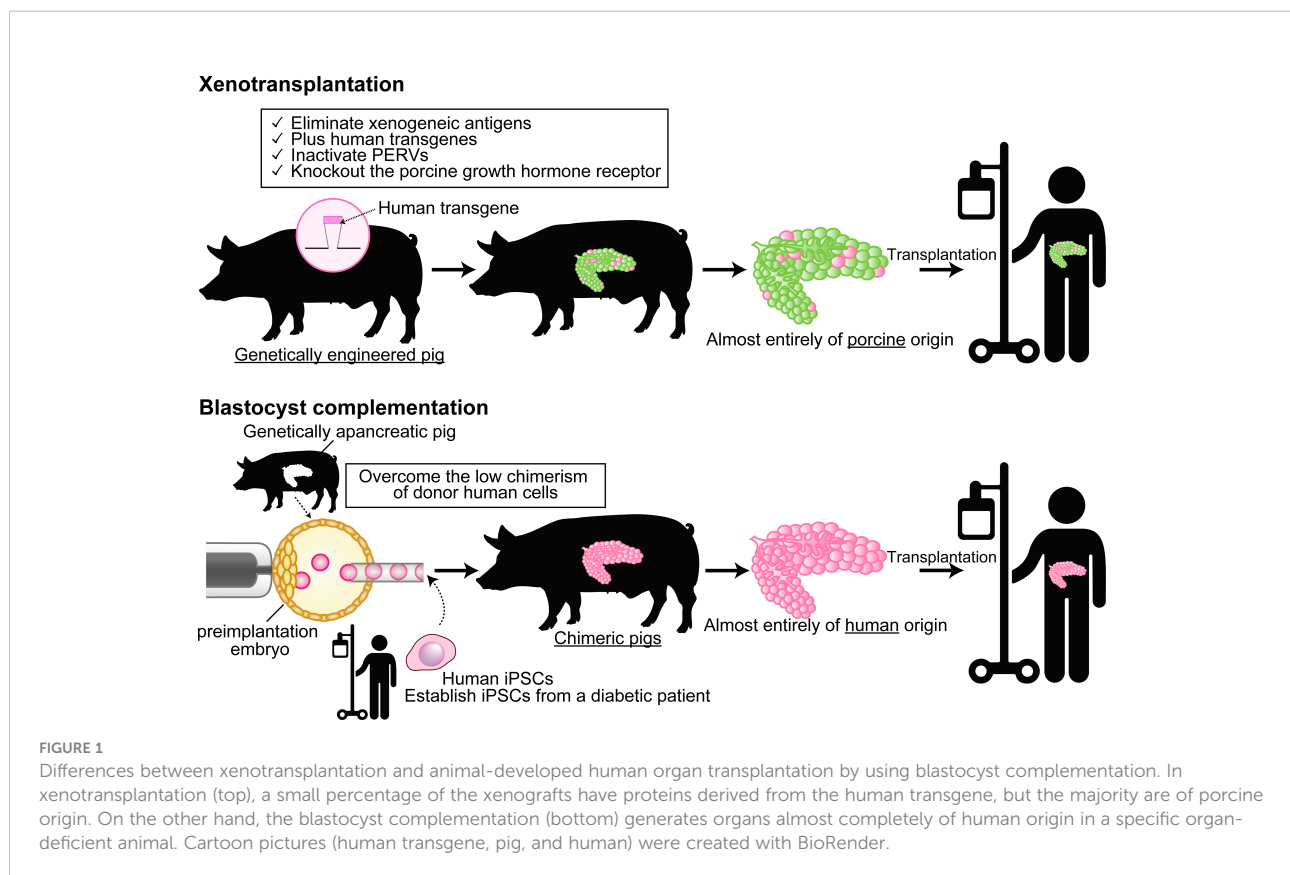 Xenotransplantation
✓ Eliminate xenogeneic antigens
✓ Plus human transgenes
✓ Inactivate PERVs
✓ Knockout the porcine growth hormone receptor
Human transgene
Genetically engineered pig
Almost entirely of porcine origin
Transplantation
Blastocyst complementation
Genetically apancreatic pig
Overcome the low chimerism
of donor human cells
preimplantation
embryo
Human iPSCs
Establish iPSCs from a diabetic patient
Chimeric pigs
Almost entirely of human origin
Transplantation
FIGURE 1
Differences between xenotransplantation and animal-developed human organ transplantation by using blastocyst complementation. In
xenotransplantation (top), a small percentage of the xenografts have proteins derived from the human transgene, but the majority are of porcine
origin. On the other hand, the blastocyst complementation (bottom) generates organs almost completely of human origin in a specific organ-
deficient animal. Cartoon pictures (human transgene, pig, and human) were created with BioRender.